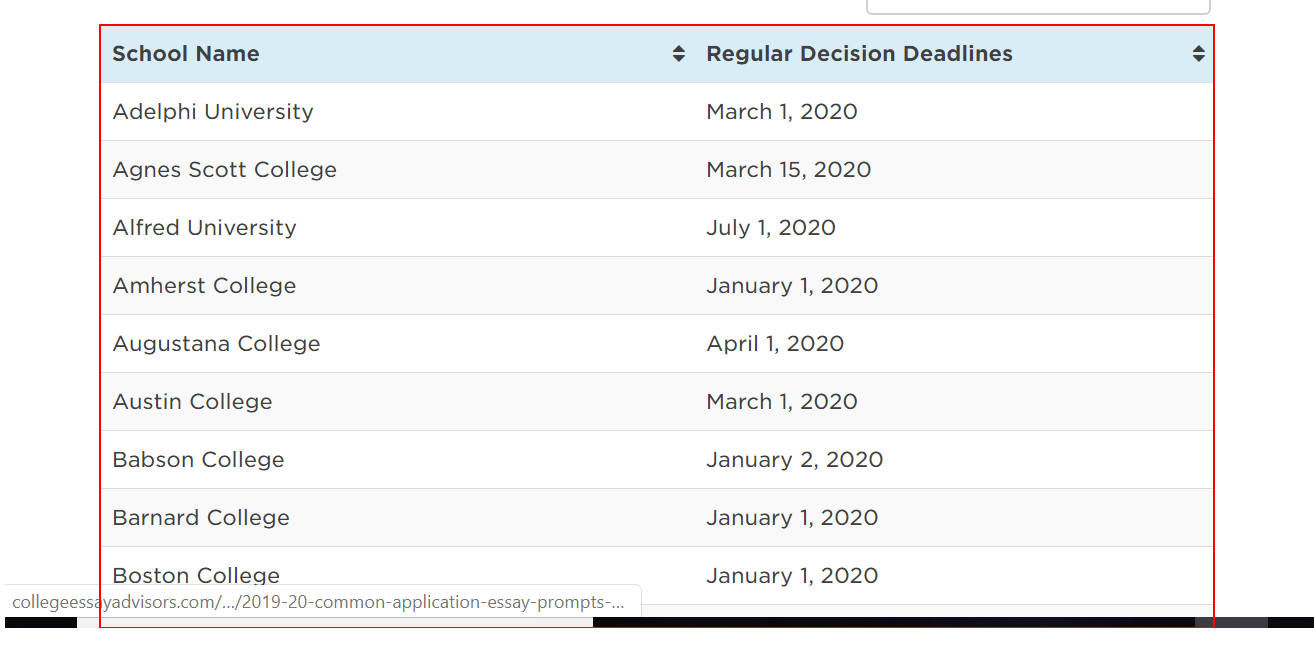 School Name Regular Decision Deadlines
Adelphi University March 1, 2020
Agnes Scott College March 15, 2020
Alfred University July 1, 2020
Amherst College January 1, 2020
Augustana College April 1, 2020
Austin College March 1, 2020
Babson College January 2, 2020
Barnard College January 1, 2020
Boston College January 1, 2020
collegeessayadvisors.com/.../2019-20-common-application-essay-prompts-...